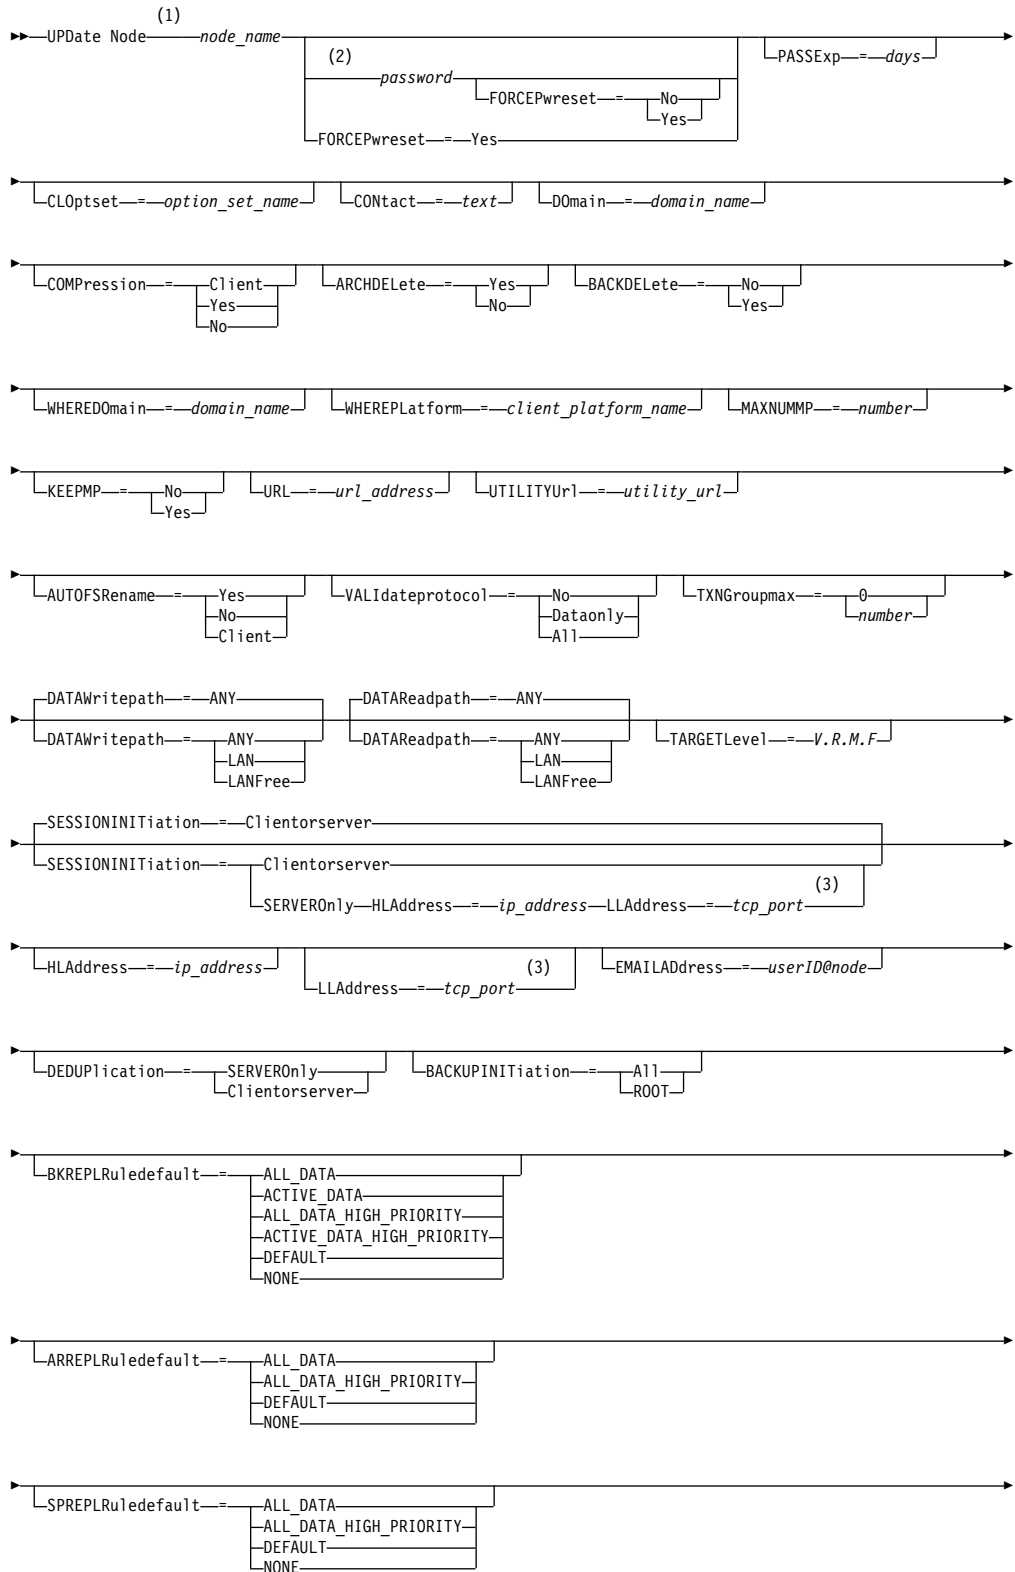 (1)
UPDate Node node_name
(2)
password
FORCEPwreset = No
Yes
FORCEPwreset = Yes
PASSExp = days
CLOptset = option_set_name CONtact = text DOmain = domain_name
COMPression = Client
Yes
No
ARCHDELete = Yes
No
BACKDELete = No
Yes
WHEREDOmain = domain_name WHEREPLatform = client_platform_name MAXNUMMP = number
KEEPMP = No
Yes
URL = url_address UTILITYUrl = utility_url
AUTOFSRename = Yes
No
Client
VALIdateprotocol = No
Dataonly
All
TXNGroupmax = 0
number
DATAWritepath = ANY
DATAWritepath = ANY
LAN
LANFree
DATAReadpath = ANY
DATAReadpath = ANY
LAN
LANFree
TARGETLevel = V.R.M.F
SESSIONINITiation = Clientorserver
SESSIONINITiation = Clientorserver
(3)
SERVEROnly HLAddress = ip_address LLAddress = tcp_port
HLAddress = ip_address
(3)
LLAddress = tcp_port
EMAILADdress = userID@node
DEDUPlication = SERVEROnly
Clientorserver
BACKUPINITiation = All
ROOT
BKREPLRuledefault = ALL_DATA
ACTIVE_DATA
ALL_DATA_HIGH_PRIORITY
ACTIVE_DATA_HIGH_PRIORITY
DEFAULT
NONE
ARREPLRuledefault = ALL_DATA
ALL_DATA_HIGH_PRIORITY
DEFAULT
NONE
SPREPLRuledefault = ALL_DATA
ALL_DATA_HIGH_PRIORITY
DEFAULT
NONE